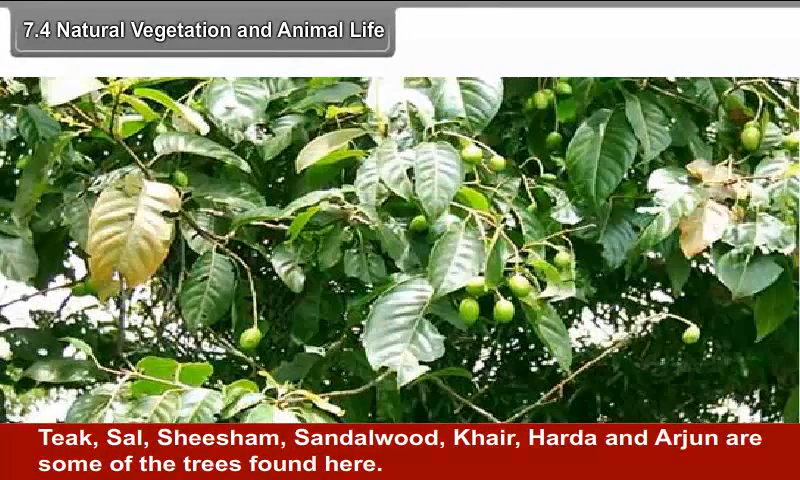 7.4 Natural Vegetation and Animal Life
Teak, Sal, Sheesham, Sandalwood, Khair, Harda and Arjun are
some of the trees found here.